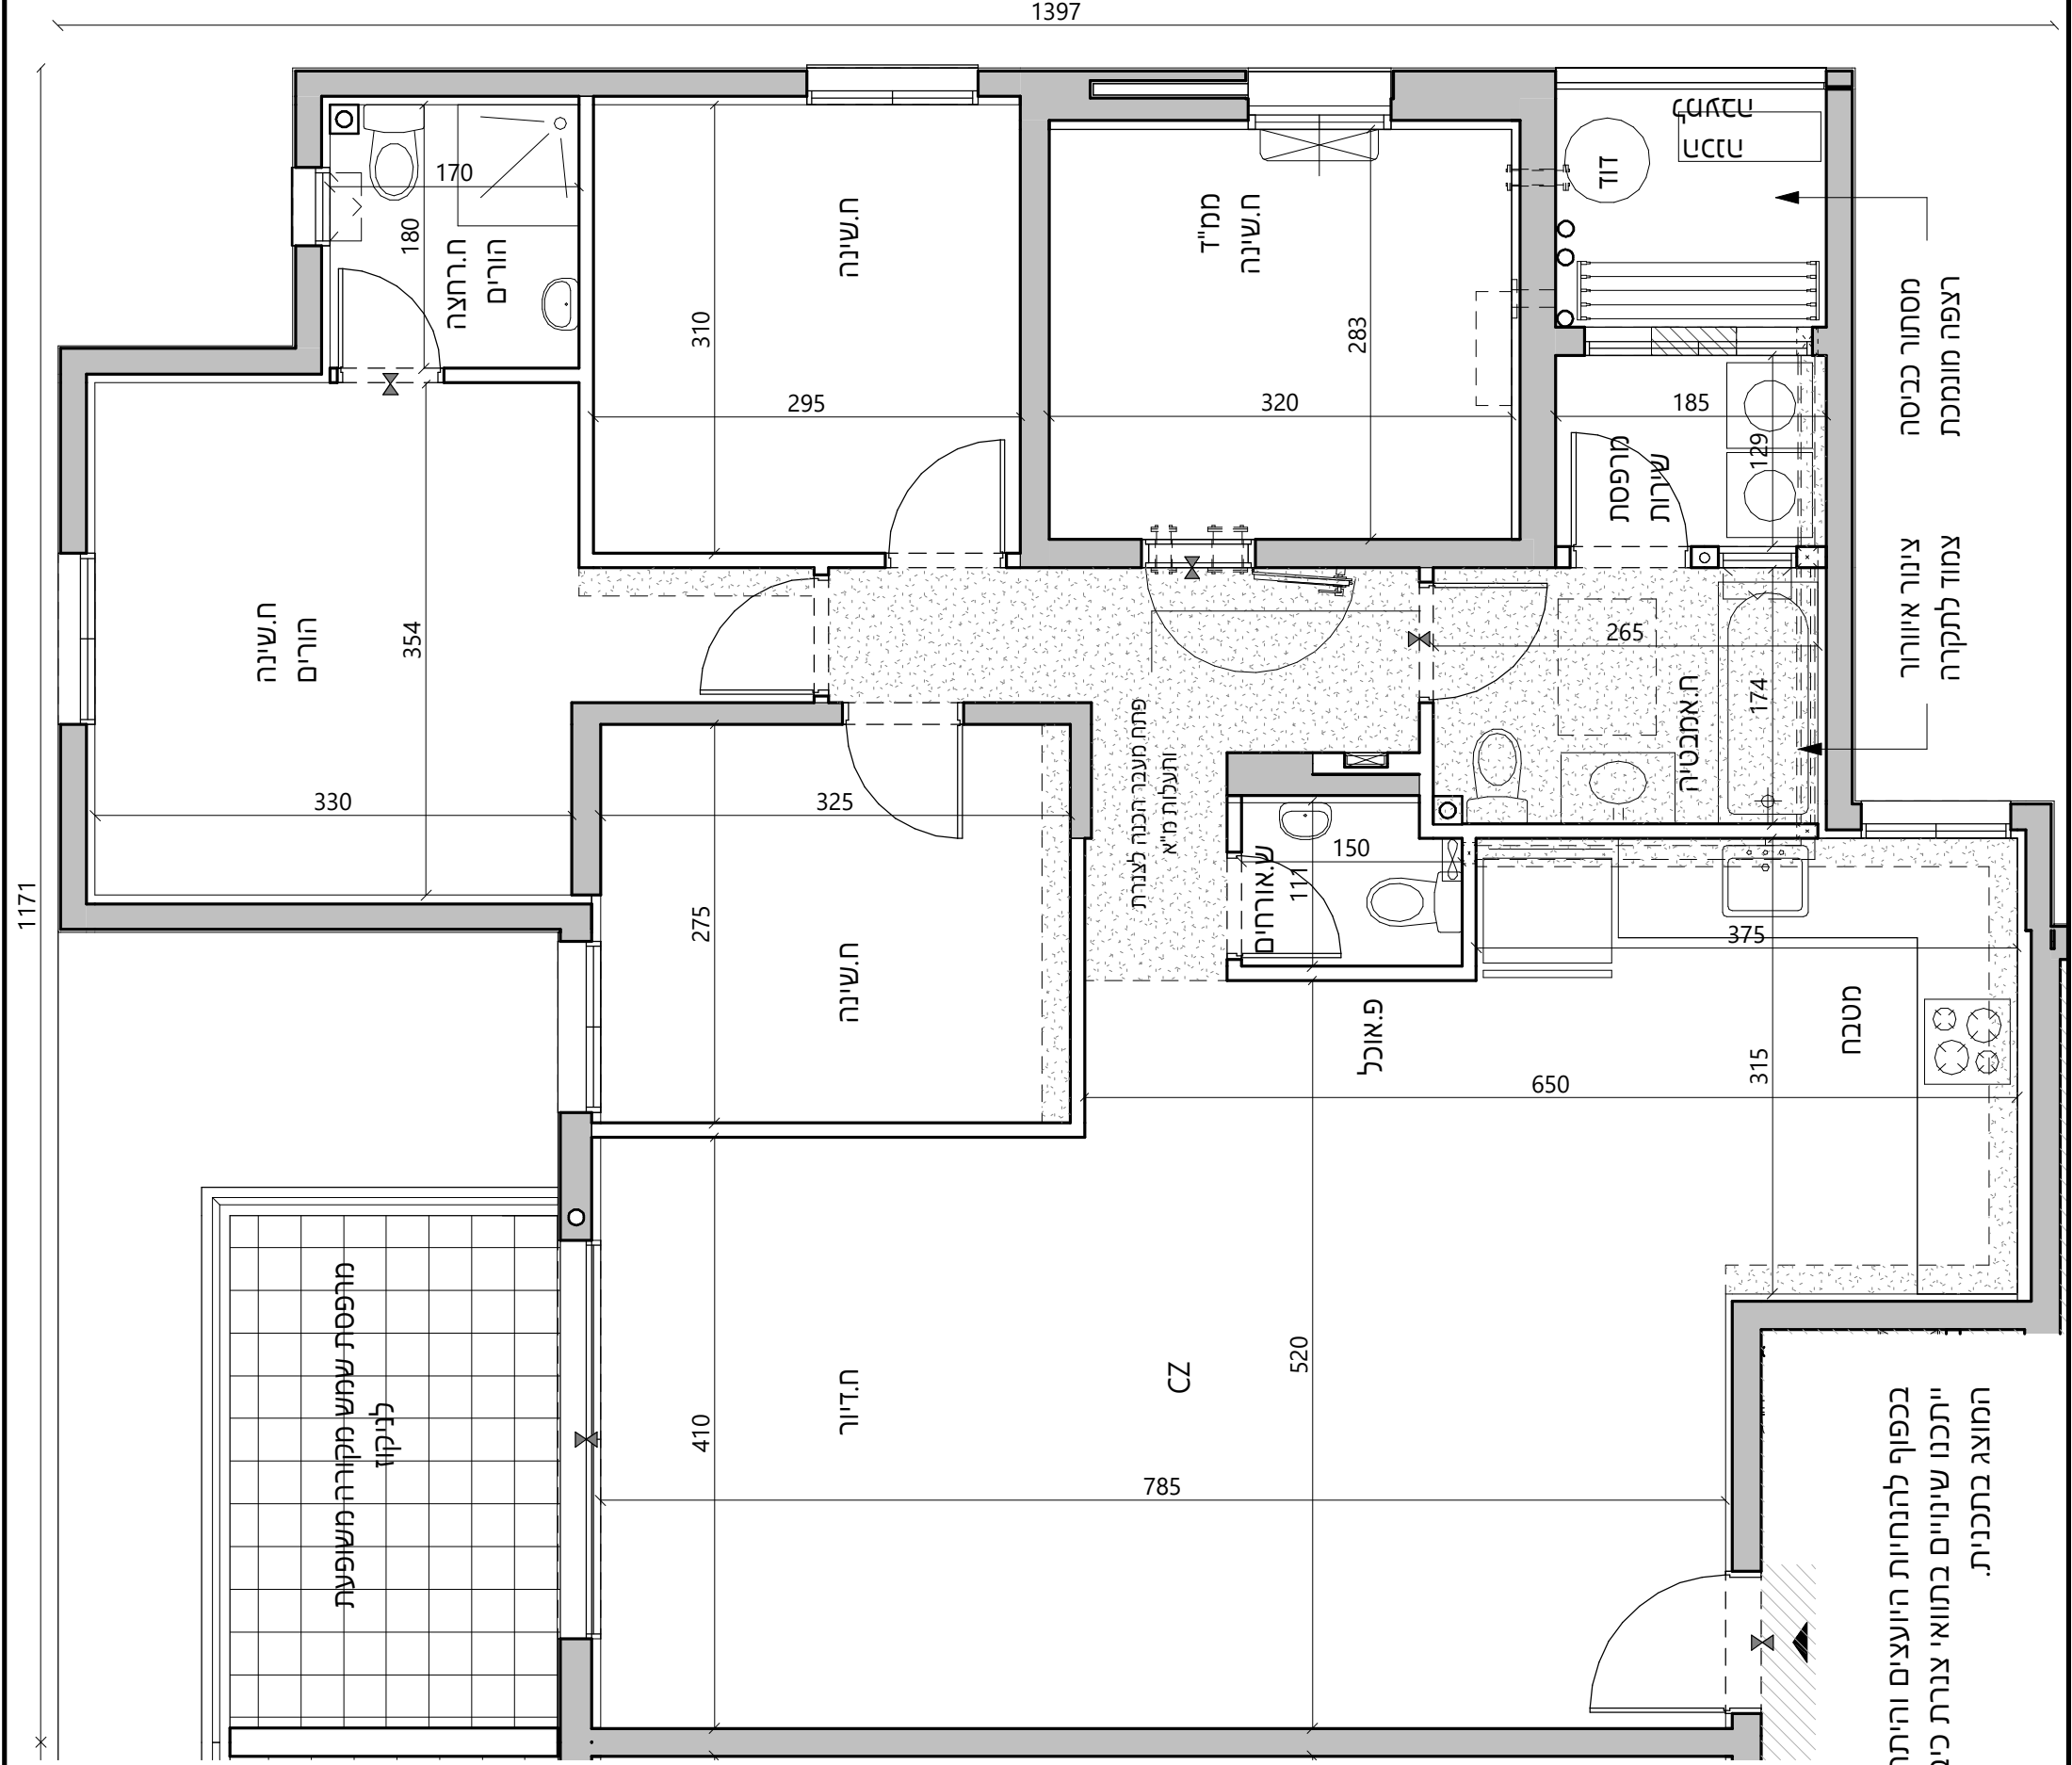 1397
1171
170
180
ח.רחצה
הורים
ח.שינה
310
295
ממ"ד
ח.שינה
283
320
דוד
הכנה
למעבה
185
129
מרפסת
שירות
מסתור כביסה
רצפה מונמכת
צינור איוורור
צמוד לתקרה
ח.שינה
הורים
354
330
325
275
ח.שינה
פתח מעבר הכנה לצנרת
ותעלות מ"א
265
174
ח.אמבטיה
150
111
ש.אורחים
375
מטבח
315
פ.אוכל
650
520
CZ
ח.דיור
410
785
מרפסת שמש מקורה משופעת
לניקוז
בכפוף להנחיות היועצים והיתר
ייתכנו שינויים בתוואי צנרת
המוצג בתכנית.